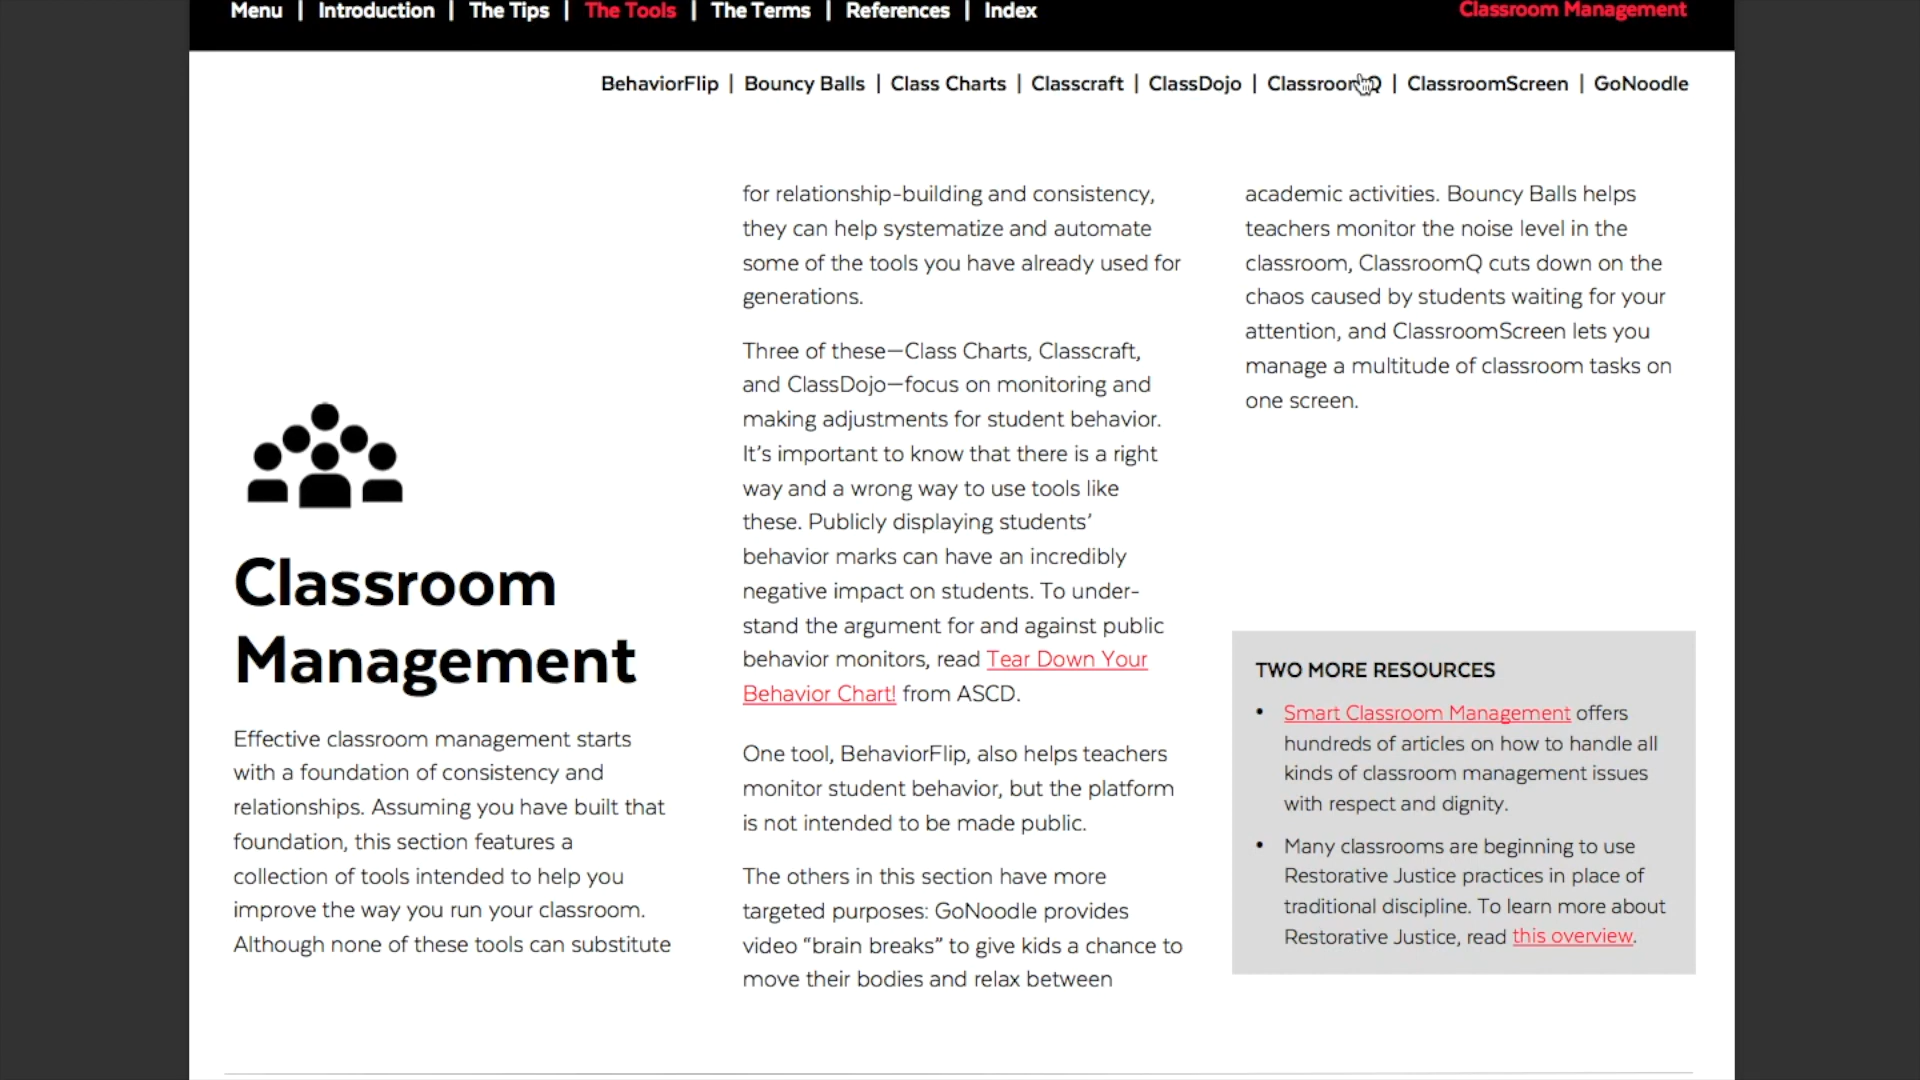 Menu | Introduction | The Tips | The Tools | The Terms | References | Index
Classroom Management
BehaviorFlip | Bouncy Balls | Class Charts | Classcraft | ClassDojo | ClassroomQ | ClassroomScreen | GoNoodle
Classroom
Management
Effective classroom management starts
with a foundation of consistency and
relationships. Assuming you have built that
foundation, this section features a
collection of tools intended to help you
improve the way you run your classroom.
Although none of these tools can substitute
for relationship-building and consistency,
they can help systematize and automate
some of the tools you have already used for
generations.
Three of these—Class Charts, Classcraft,
and ClassDojo—focus on monitoring and
making adjustments for student behavior.
It's important to know that there is a right
way and a wrong way to use tools like
these. Publicly displaying students'
behavior marks can have an incredibly
negative impact on students. To under-
stand the argument for and against public
behavior monitors, read Tear Down Your
Behavior Chart! from ASCD.
One tool, BehaviorFlip, also helps teachers
monitor student behavior, but the platform
is not intended to be made public.
The others in this section have more
targeted purposes: GoNoodle provides
video “brain breaks” to give kids a chance to
move their bodies and relax between
academic activities. Bouncy Balls helps
teachers monitor the noise level in the
classroom, ClassroomQ cuts down on the
chaos caused by students waiting for your
attention, and ClassroomScreen lets you
manage a multitude of classroom tasks on
one screen.
TWO MORE RESOURCES
• Smart Classroom Management offers
hundreds of articles on how to handle all
kinds of classroom management issues
with respect and dignity.
• Many classrooms are beginning to use
Restorative Justice practices in place of
traditional discipline. To learn more about
Restorative Justice, read this overview.